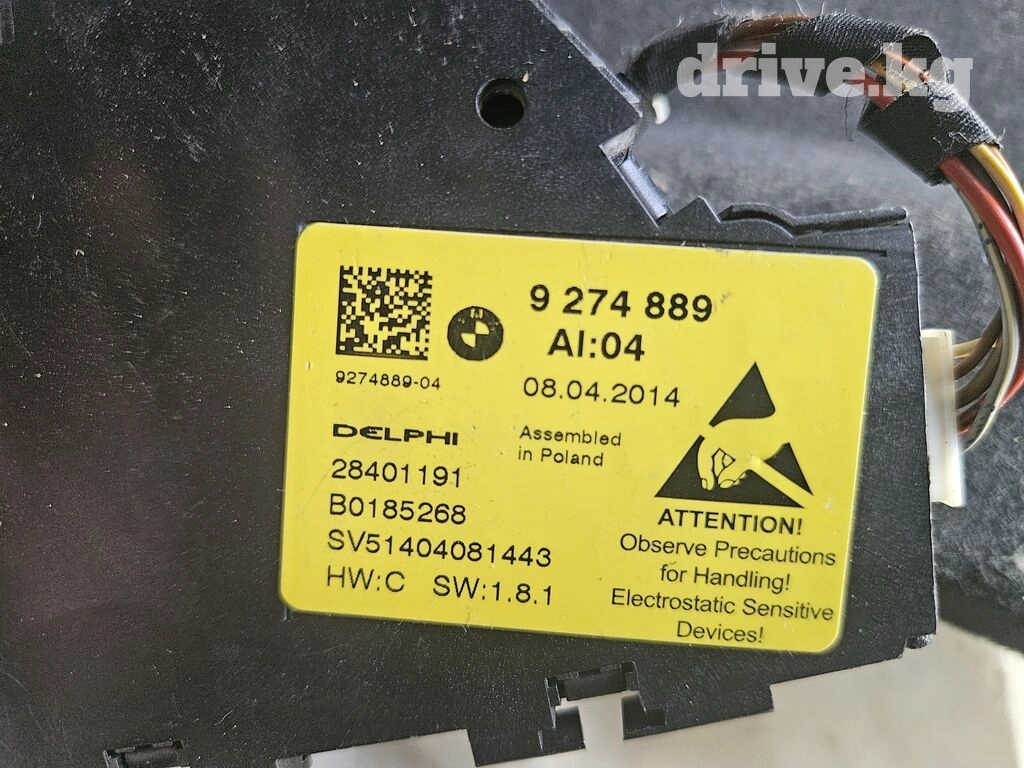 drive.kg
9 274 889
AI:04
9274889-04
08.04.2014
DELPHI
Assembled
in Poland
28401191
B0185268
SV51404081443
HW:C SW:1.8.1
ATTENTION!
Observe Precautions
for Handling!
Electrostatic Sensitive
Devices!